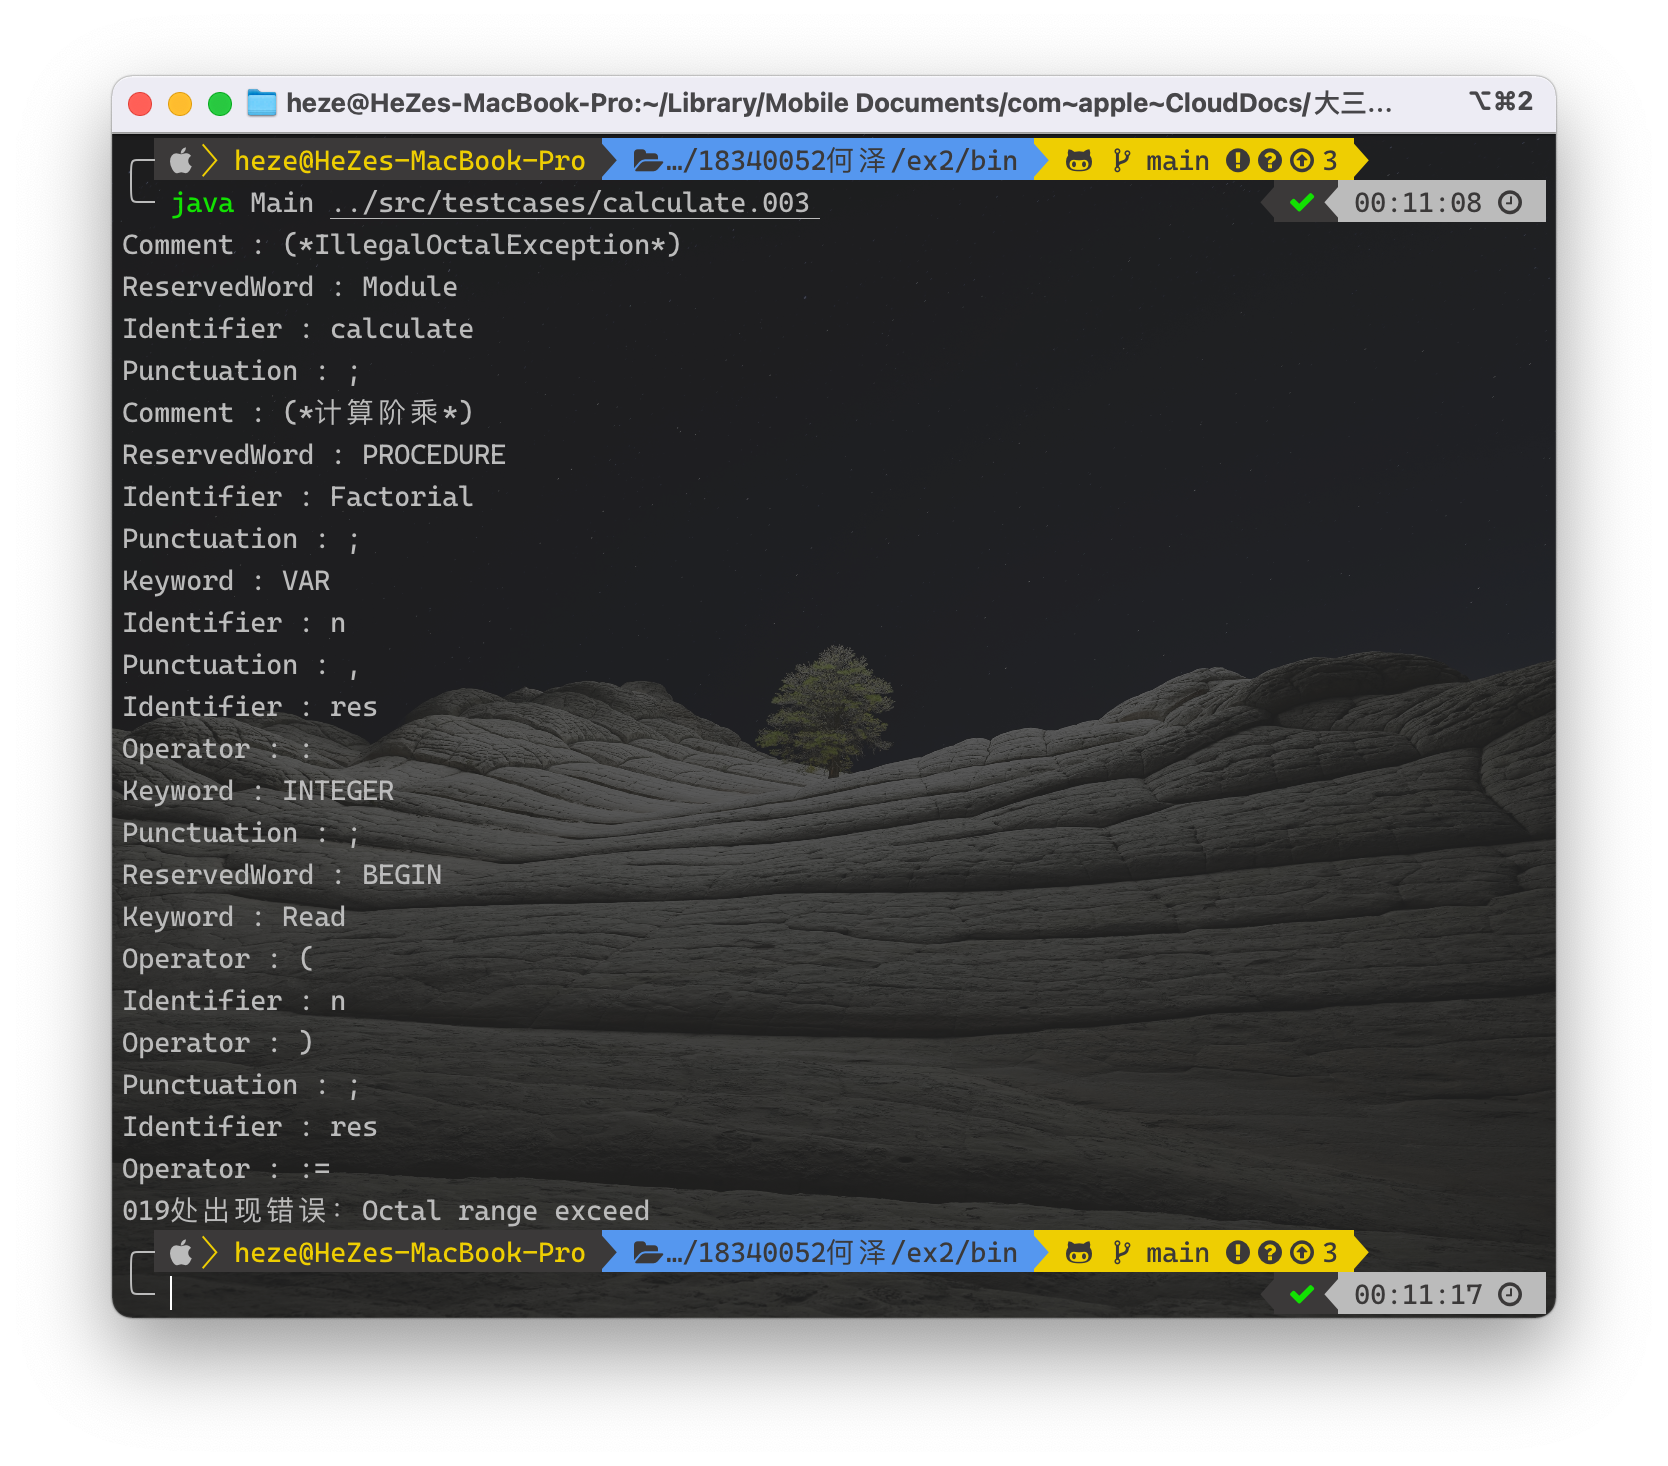 heze@HeZes-MacBook-Pro:~/Library/Mobile Documents/com~apple~CloudDocs/大三... ⌥⌘2
heze@HeZes-MacBook-Pro …/18340052何泽/ex2/bin main 3
java Main ../src/testcases/calculate.003 00:11:08
Comment : (*IllegalOctalException*)
ReservedWord : Module
Identifier : calculate
Punctuation : ;
Comment : (*计算阶乘*)
ReservedWord : PROCEDURE
Identifier : Factorial
Punctuation : ;
Keyword : VAR
Identifier : n
Punctuation : ,
Identifier : res
Operator : :
Keyword : INTEGER
Punctuation : ;
ReservedWord : BEGIN
Keyword : Read
Operator : (
Identifier : n
Operator : )
Punctuation : ;
Identifier : res
Operator : :=
019处出现错误: Octal range exceed
heze@HeZes-MacBook-Pro …/18340052何泽/ex2/bin main 3
00:11:17